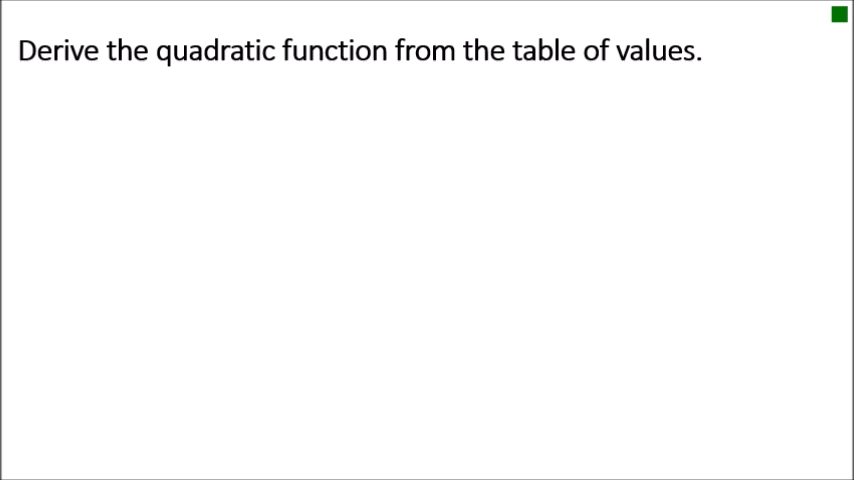 Derive the quadratic function from the table of values.